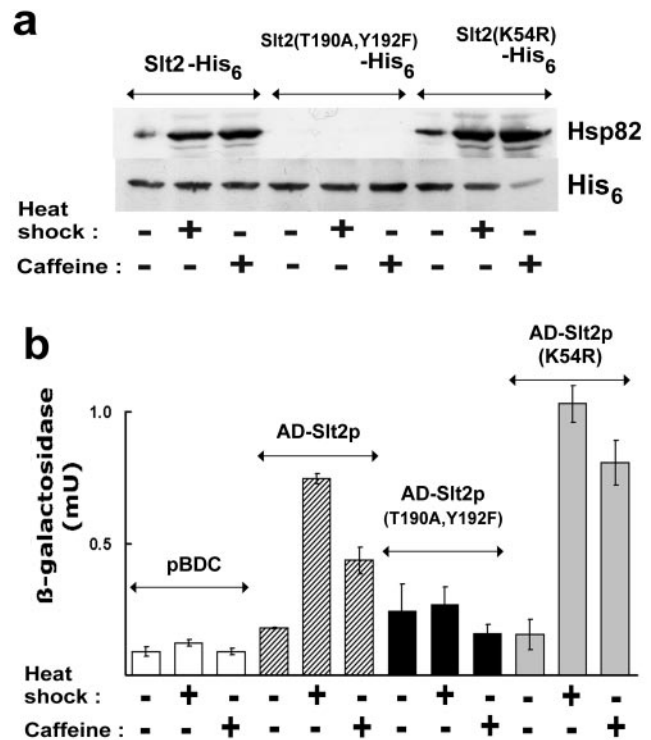 a
Slt2-His6
Slt2(T190A,Y192F)
-His6
Slt2(K54R)
-His6
Hsp82
His6
Heat
shock : - + - - + - - + -
Caffeine : - - + - - + - - +
b
AD-Slt2p
(K54R)
AD-Slt2p
AD-Slt2p
(T190A,Y192F)
pBDC
ß-galactosidase
(mU)
1.0
0.5
Heat
shock : - + - - + - - + - - + -
Caffeine : - - + - - + - - + - - +